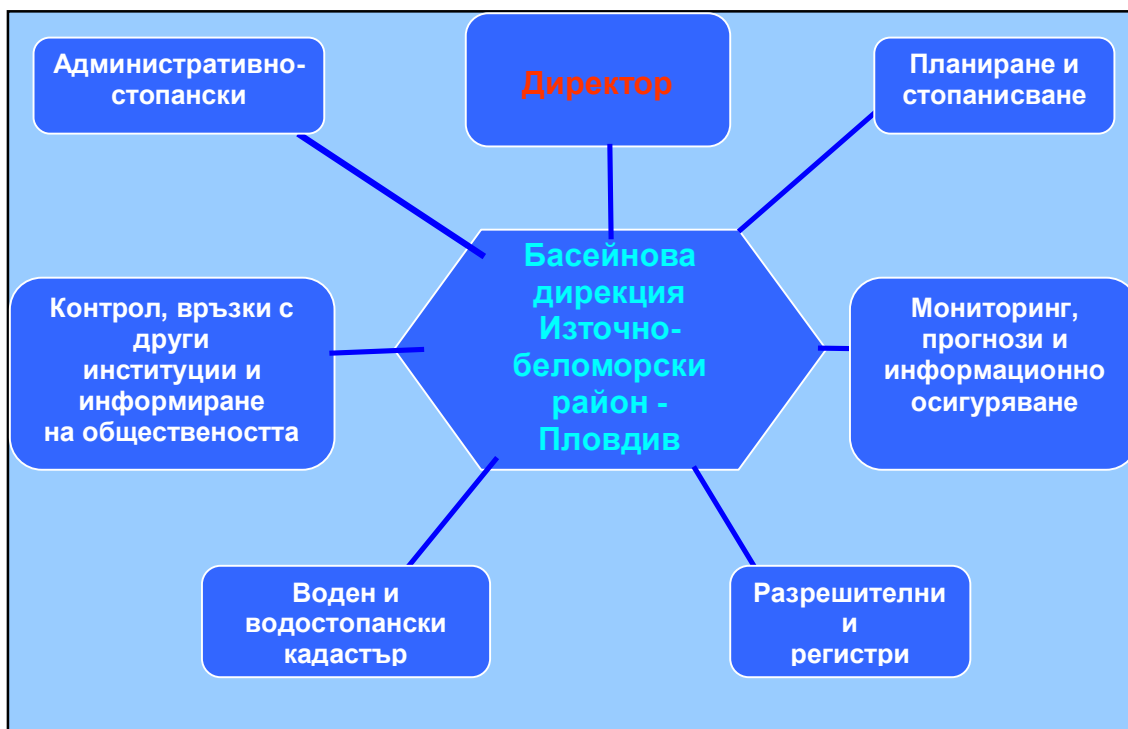 Административно-
стопански
Директор
Планиране и
стопанисване
Басейнова
дирекция
Източно-
беломорски
район -
Пловдив
Контрол, връзки с
други
институции и
информиране
на обществеността
Мониторинг,
прогнози и
информационно
осигуряване
Воден и
водостопански
кадастър
Разрешителни
и
регистри